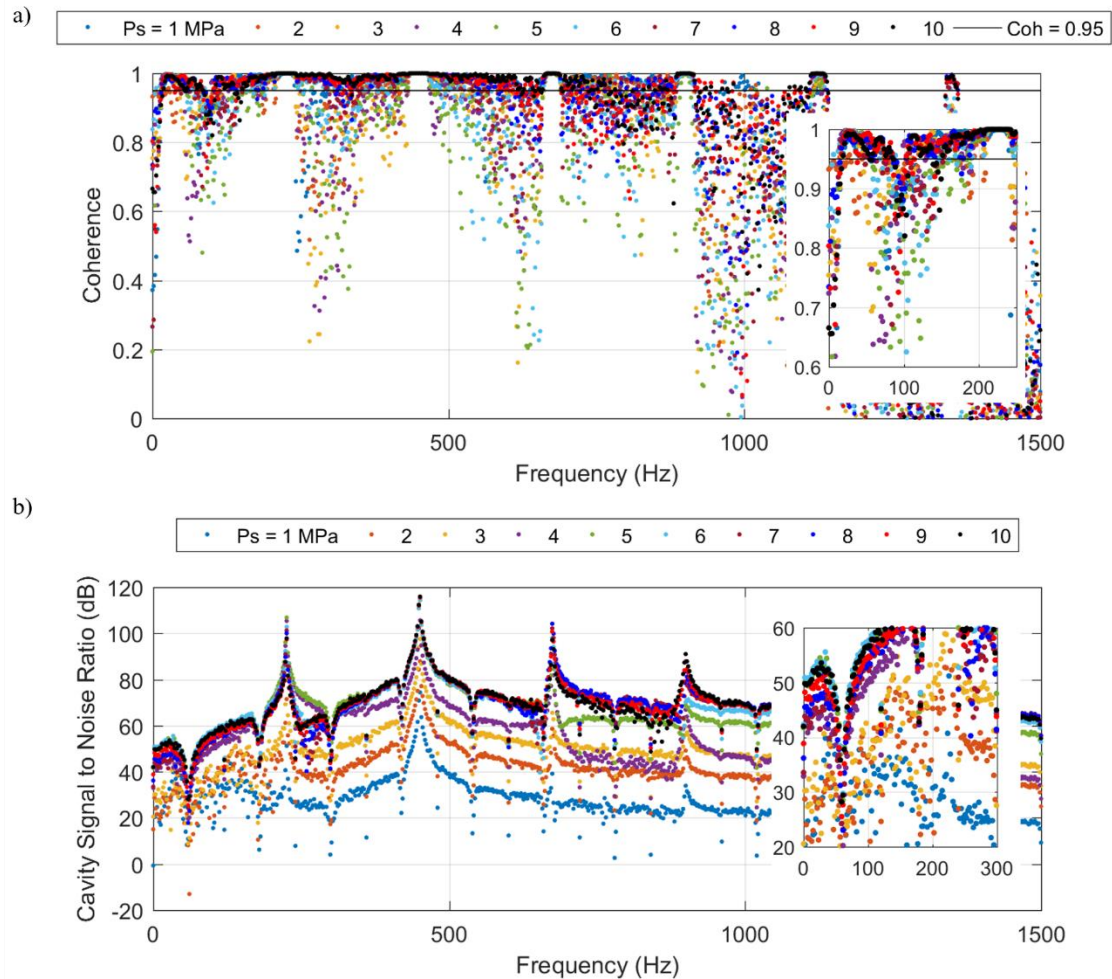 a)
Ps = 1 MPa 2 3 4 5 6 7 8 9 10 Coh = 0.95
1
0.8
0.6
0.4
0.2
0
Coherence
0 500 1000 1500
Frequency (Hz)
1
0.9
0.8
0.7
0.6
0 100 200
b)
Ps = 1 MPa 2 3 4 5 6 7 8 9 10
120
100
80
60
40
20
0
-20
Cavity Signal to Noise Ratio (dB)
0 500 1000 1500
Frequency (Hz)
60
50
40
30
20
0 100 200 300